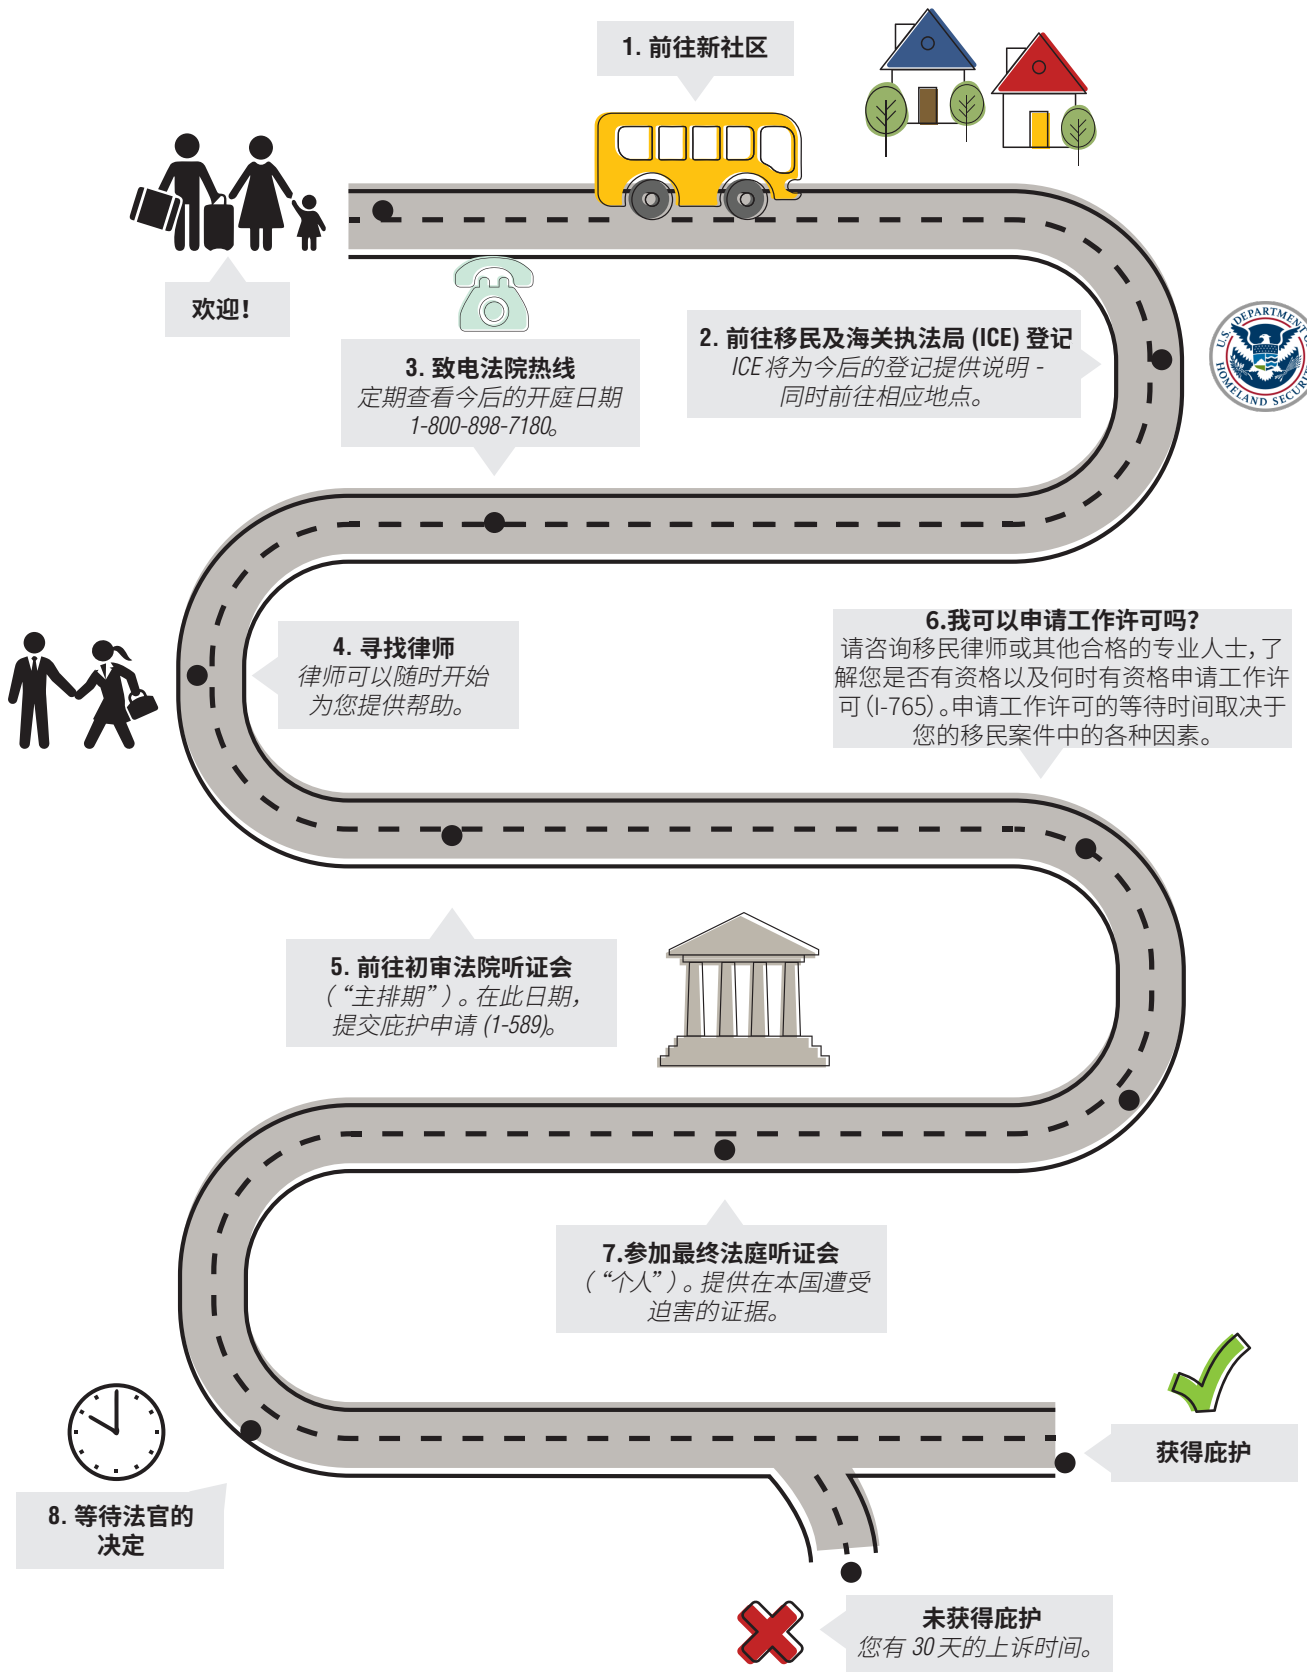 1. 前往新社区
欢迎！
2. 前往移民及海关执法局 (ICE) 登记
ICE 将为今后的登记提供说明 -
同时前往相应地点。
U.S. DEPARTMENT O
HOMELAND SECURIT
3. 致电法院热线
定期查看今后的开庭日期
1-800-898-7180。
4. 寻找律师
律师可以随时开始
为您提供帮助。
6.我可以申请工作许可吗？
请咨询移民律师或其他合格的专业人士，了
解您是否有资格以及何时有资格申请工作许
可（I-765）。申请工作许可的等待时间取决于
您的移民案件中的各种因素。
5. 前往初审法院听证会
（“主排期”）。在此日期，
提交庇护申请 (1-589)。
7.参加最终法庭听证会
（“个人”）。提供在本国遭受
迫害的证据。
获得庇护
8. 等待法官的
决定
未获得庇护
您有 30 天的上诉时间。